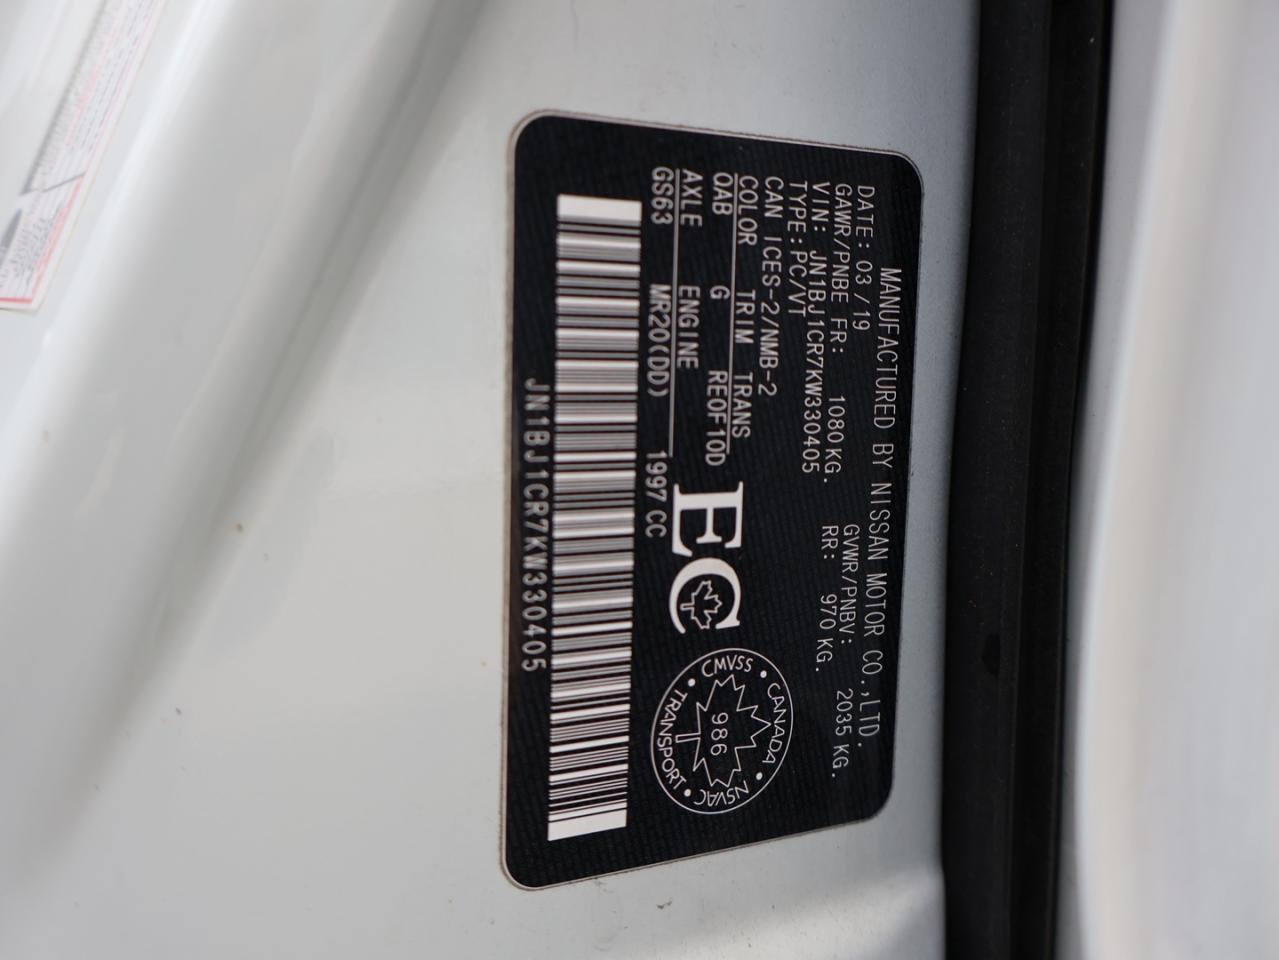 MANUFACTURED BY NISSAN MOTOR CO.,LTD.
DATE: 03 /19 GVWR/PNBV: 2035 KG.
GAWR/PNBE FR: 1080 KG. RR: 970 KG.
VIN: JN1BJ1CR7KW330405
TYPE: PC/VT
CAN ICES-2/NMB-2
COLOR TRIM TRANS
QAB G RE0F10D
AXLE ENGINE
GS63 MR20(DD) 1997 CC
EC
CANADA • NSVAC • TRANSPORT • CMVSS •
986
JN1BJ1CR7KW330405